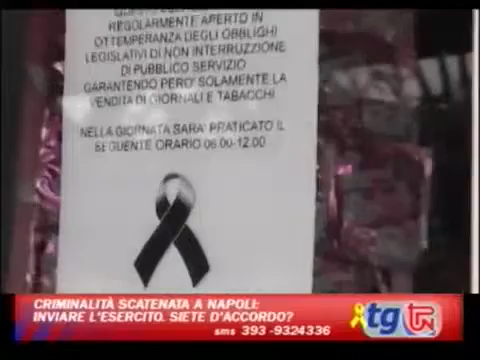 REGOLARMENTE APERTO IN
OTTEMPERANZA DEGLI OBBLIGHI
LEGISLATIVI DI NON INTERRUZZIONE
DI PUBBLICO SERVIZIO
GARANTENDO PERO' SOLAMENTE LA
VENDITA DI GIORNALI E TABACCHI
NELLA GIORNATA SARA' PRATICATO IL
SEGUENTE ORARIO 06.00-12.00
CRIMINALITÀ SCATENATA A NAPOLI:
INVIARE L'ESERCITO. SIETE D'ACCORDO?
sms 393 -9324336
tg